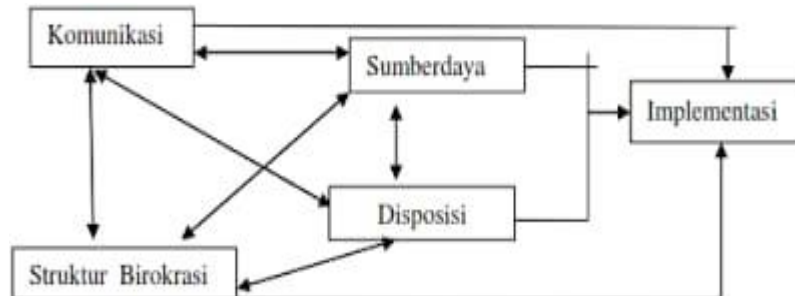 Komunikasi
Sumberdaya
Implementasi
Disposisi
Struktur Birokrasi